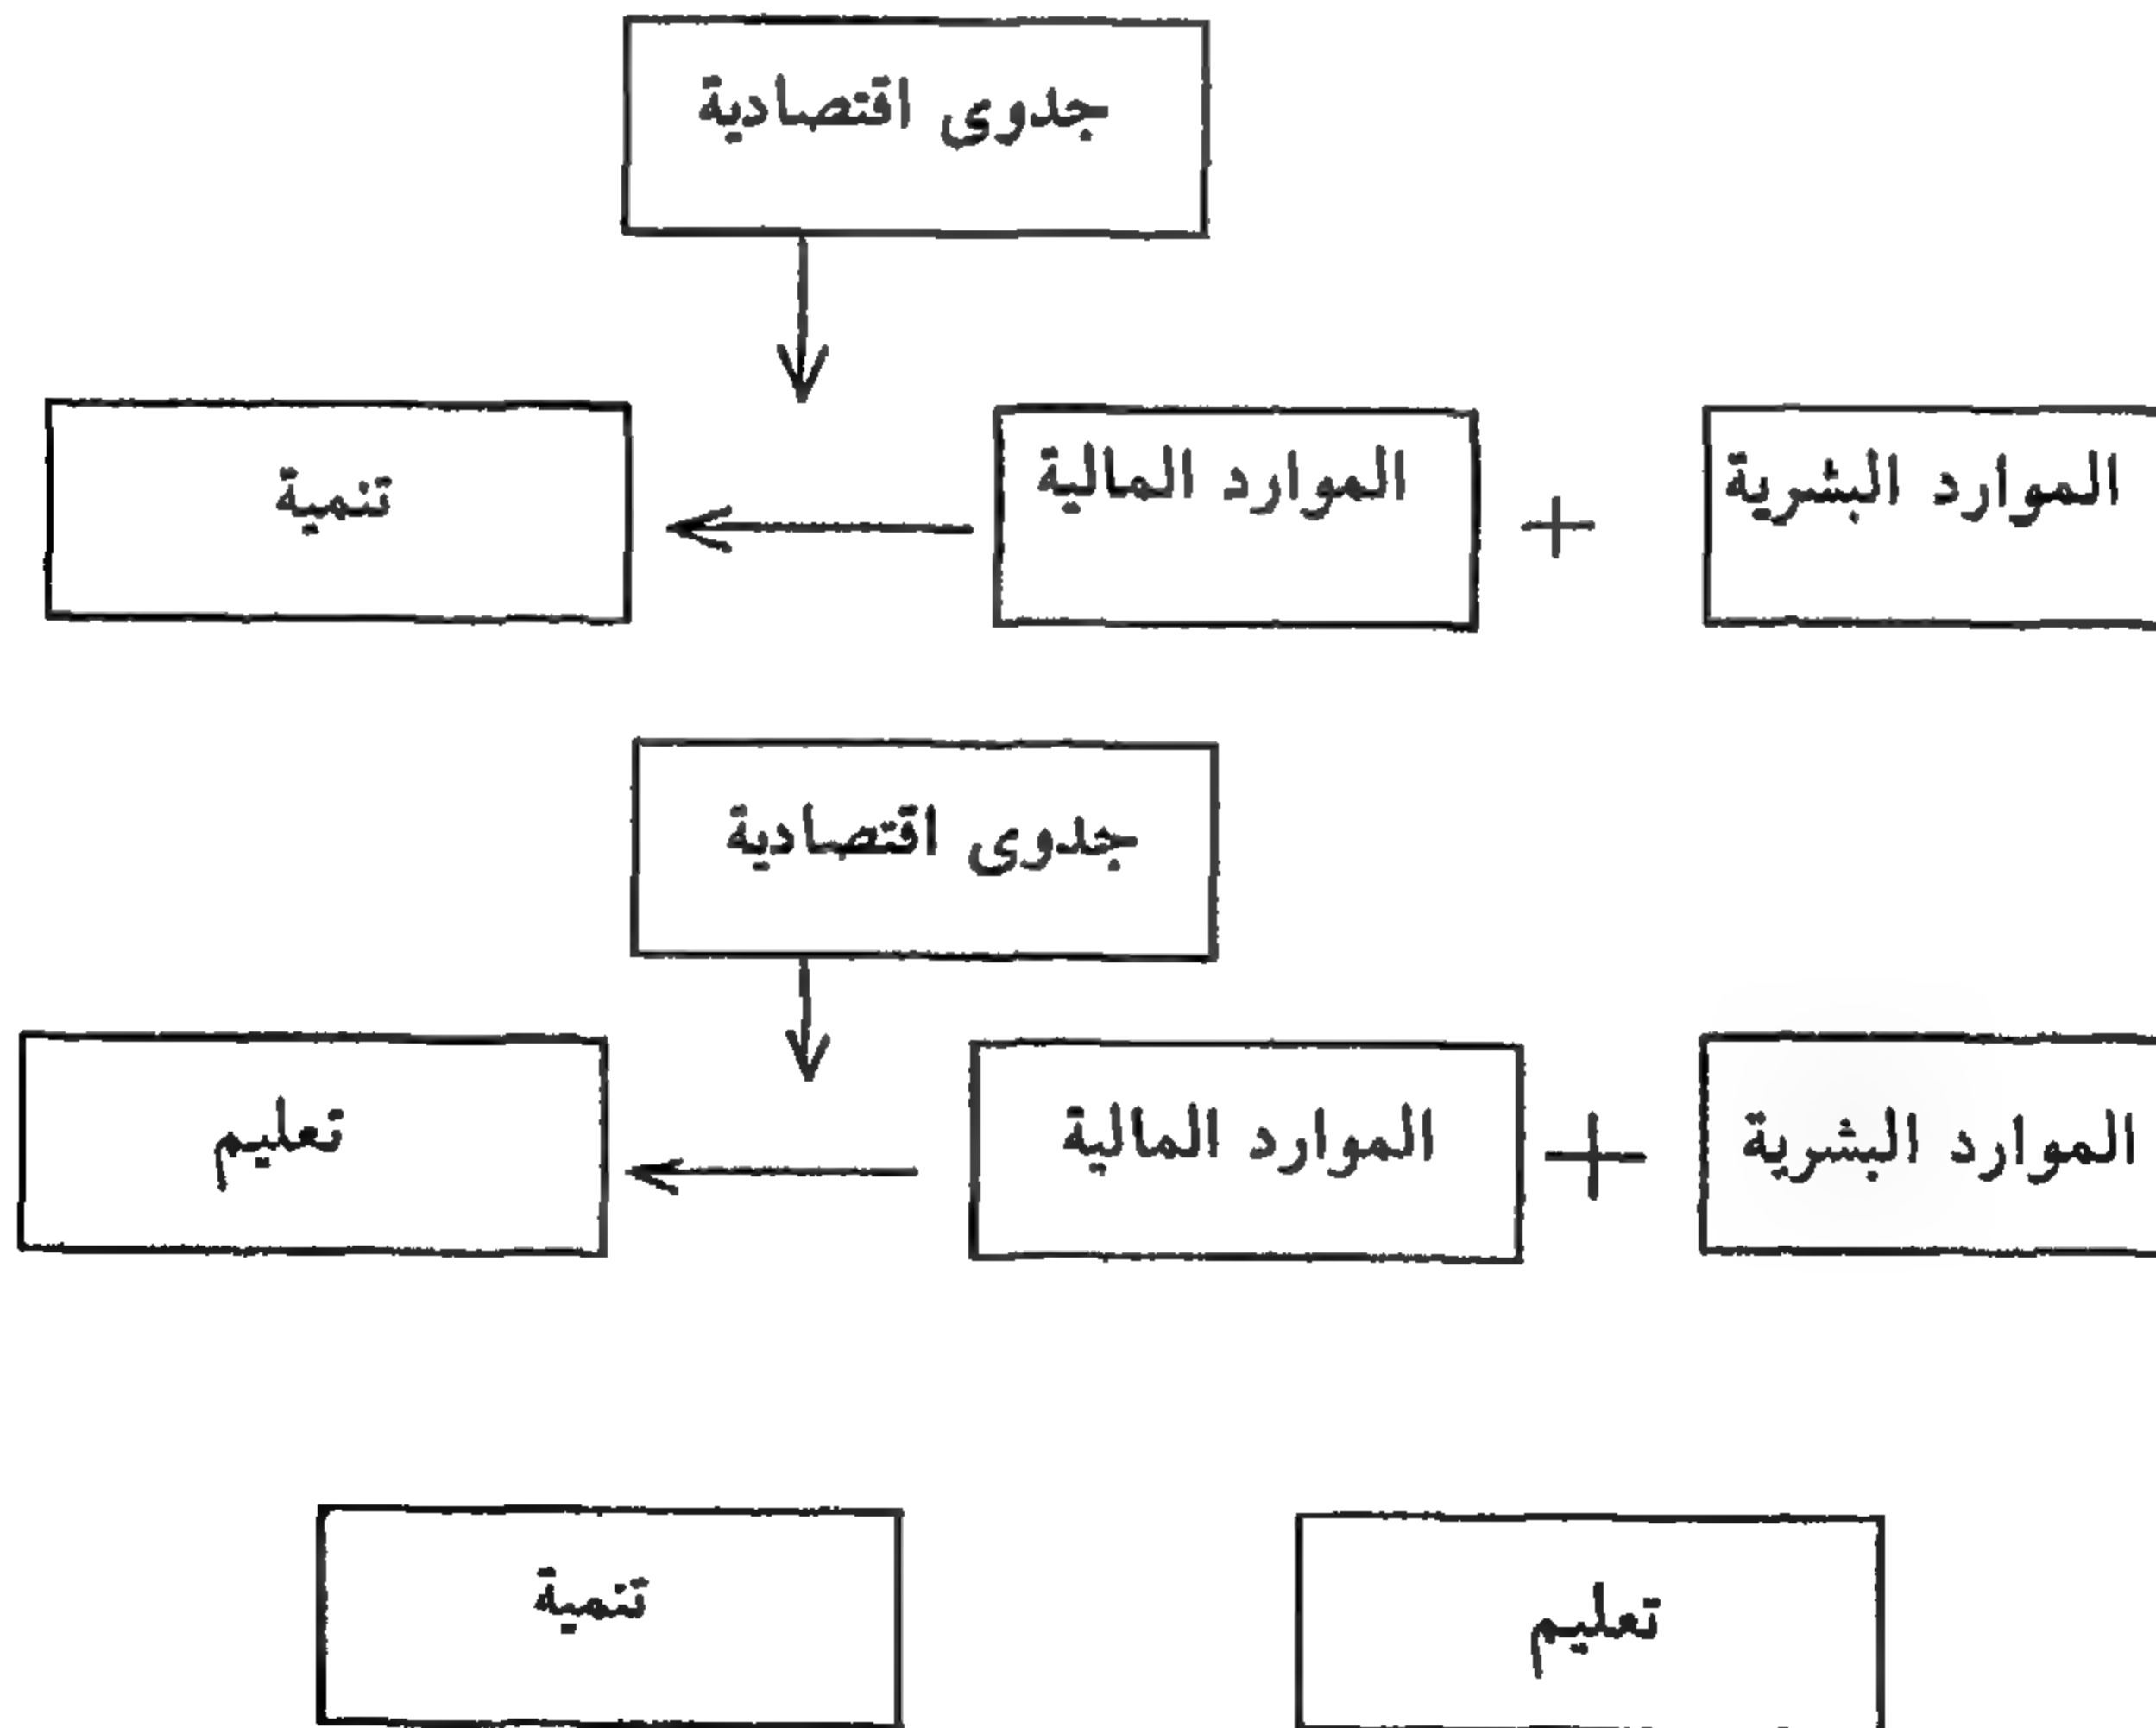 جدوى اقتصادية
الموارد البشرية + الموارد المالية تنمية
جدوى اقتصادية
الموارد البشرية + الموارد المالية تعليم
تعليم تنمية